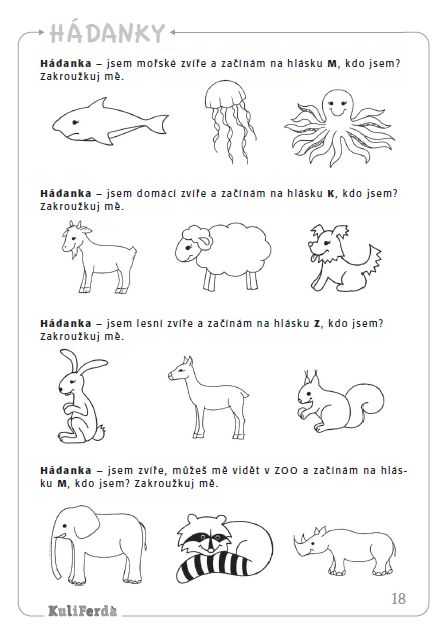 HÁDANKY
Hádanka – jsem mořské zvíře a začínám na hlásku M, kdo jsem?
Zakroužkuj mě.
Hádanka – jsem domácí zvíře a začínám na hlásku K, kdo jsem?
Zakroužkuj mě.
Hádanka – jsem lesní zvíře a začínám na hlásku Z, kdo jsem?
Zakroužkuj mě.
Hádanka – jsem zvíře, můžeš mě vidět v ZOO a začínám na hlás-
ku M, kdo jsem? Zakroužkuj mě.
18
KuliFerda